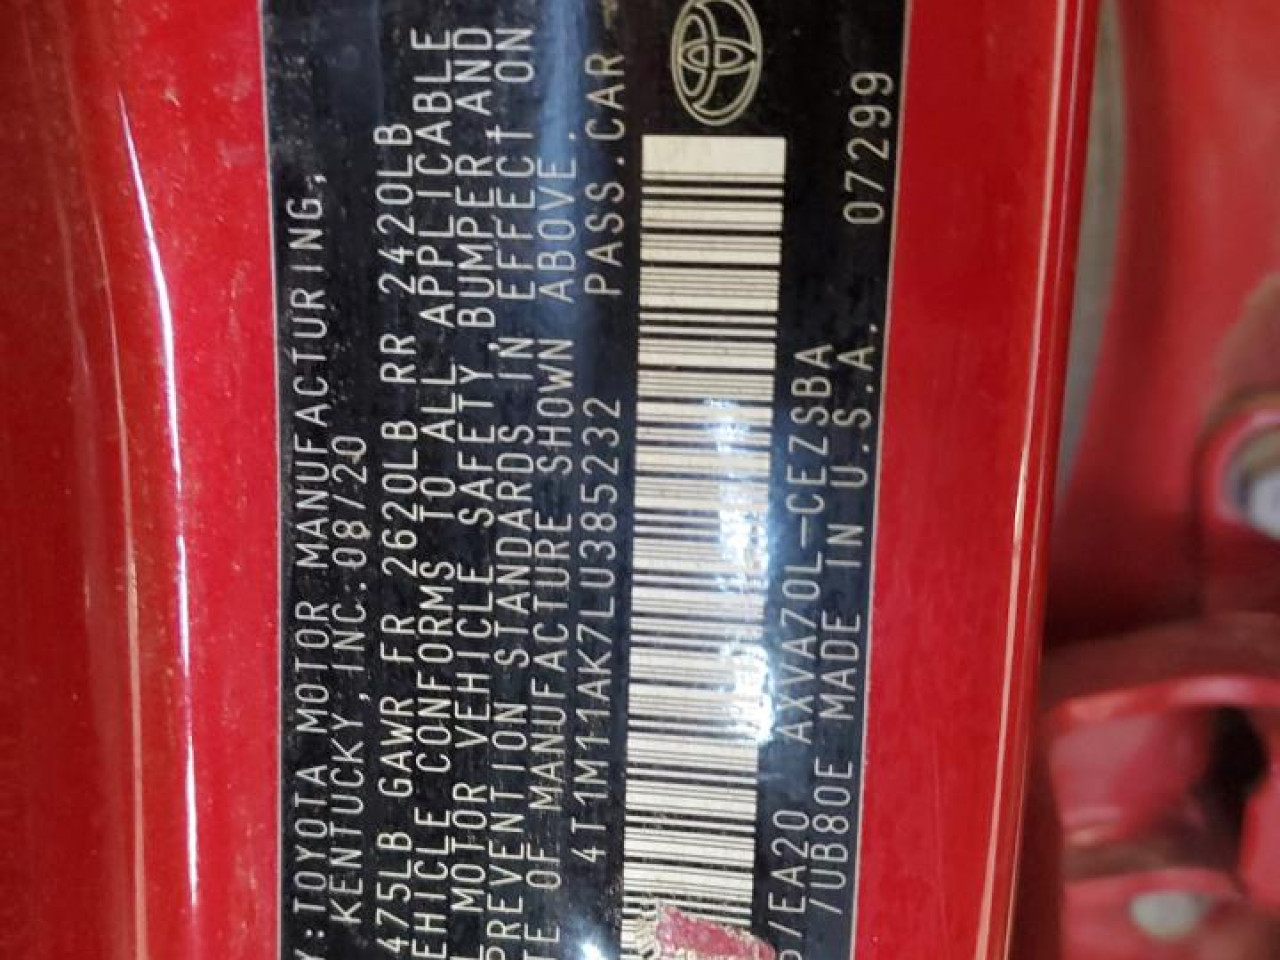 Y:TOYOTA MOTOR MANUFACTURING,
KENTUCKY,INC.08/20
475LB GAWR FR 2620LB RR 2420LB
EHICLE CONFORMS TO ALL APPLICABLE
L MOTOR VEHICLE SAFETY,BUMPER AND
PREVENTION STANDARDS IN EFFECT ON
TE OF MANUFACTURE SHOWN ABOVE.
4T1M11AK7LU385232 PASS.CAR
P/EA20 AXVA70L-CEZSBA
/UB80E MADE IN U.S.A. 07299